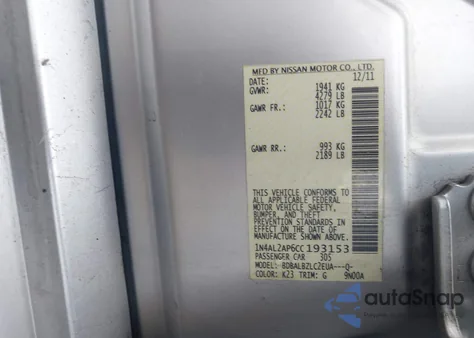 MFD BY NISSAN MOTOR CO., LTD.
12/11
GVWR: 1941 KG
4279 LB
GAWR FR.: 1017 KG
2242 LB
GAWR RR.: 993 KG
2189 LB
THIS VEHICLE CONFORMS TO
ALL APPLICABLE FEDERAL
MOTOR VEHICLE SAFETY,
BUMPER, AND THEFT
PREVENTION STANDARDS IN
EFFECT ON THE DATE OF
MANUFACTURE SHOWN ABOVE.
1N4AL2AP6CC193153
PASSENGER CAR 3D5
MODEL: BDBALBZLC2EUA---Q-
COLOR: K23 TRIM: G 9N00A
autoSnap